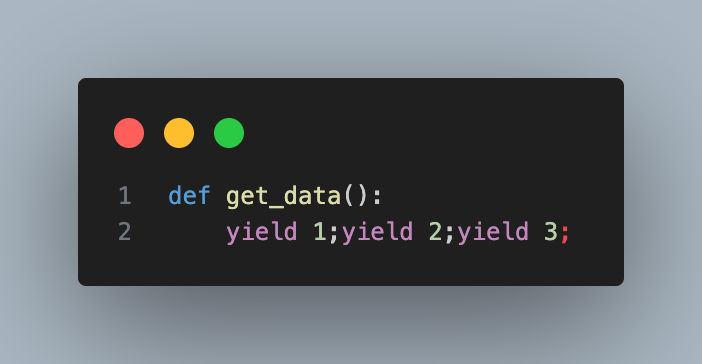 1 def get_data():
2     yield 1;yield 2;yield 3;